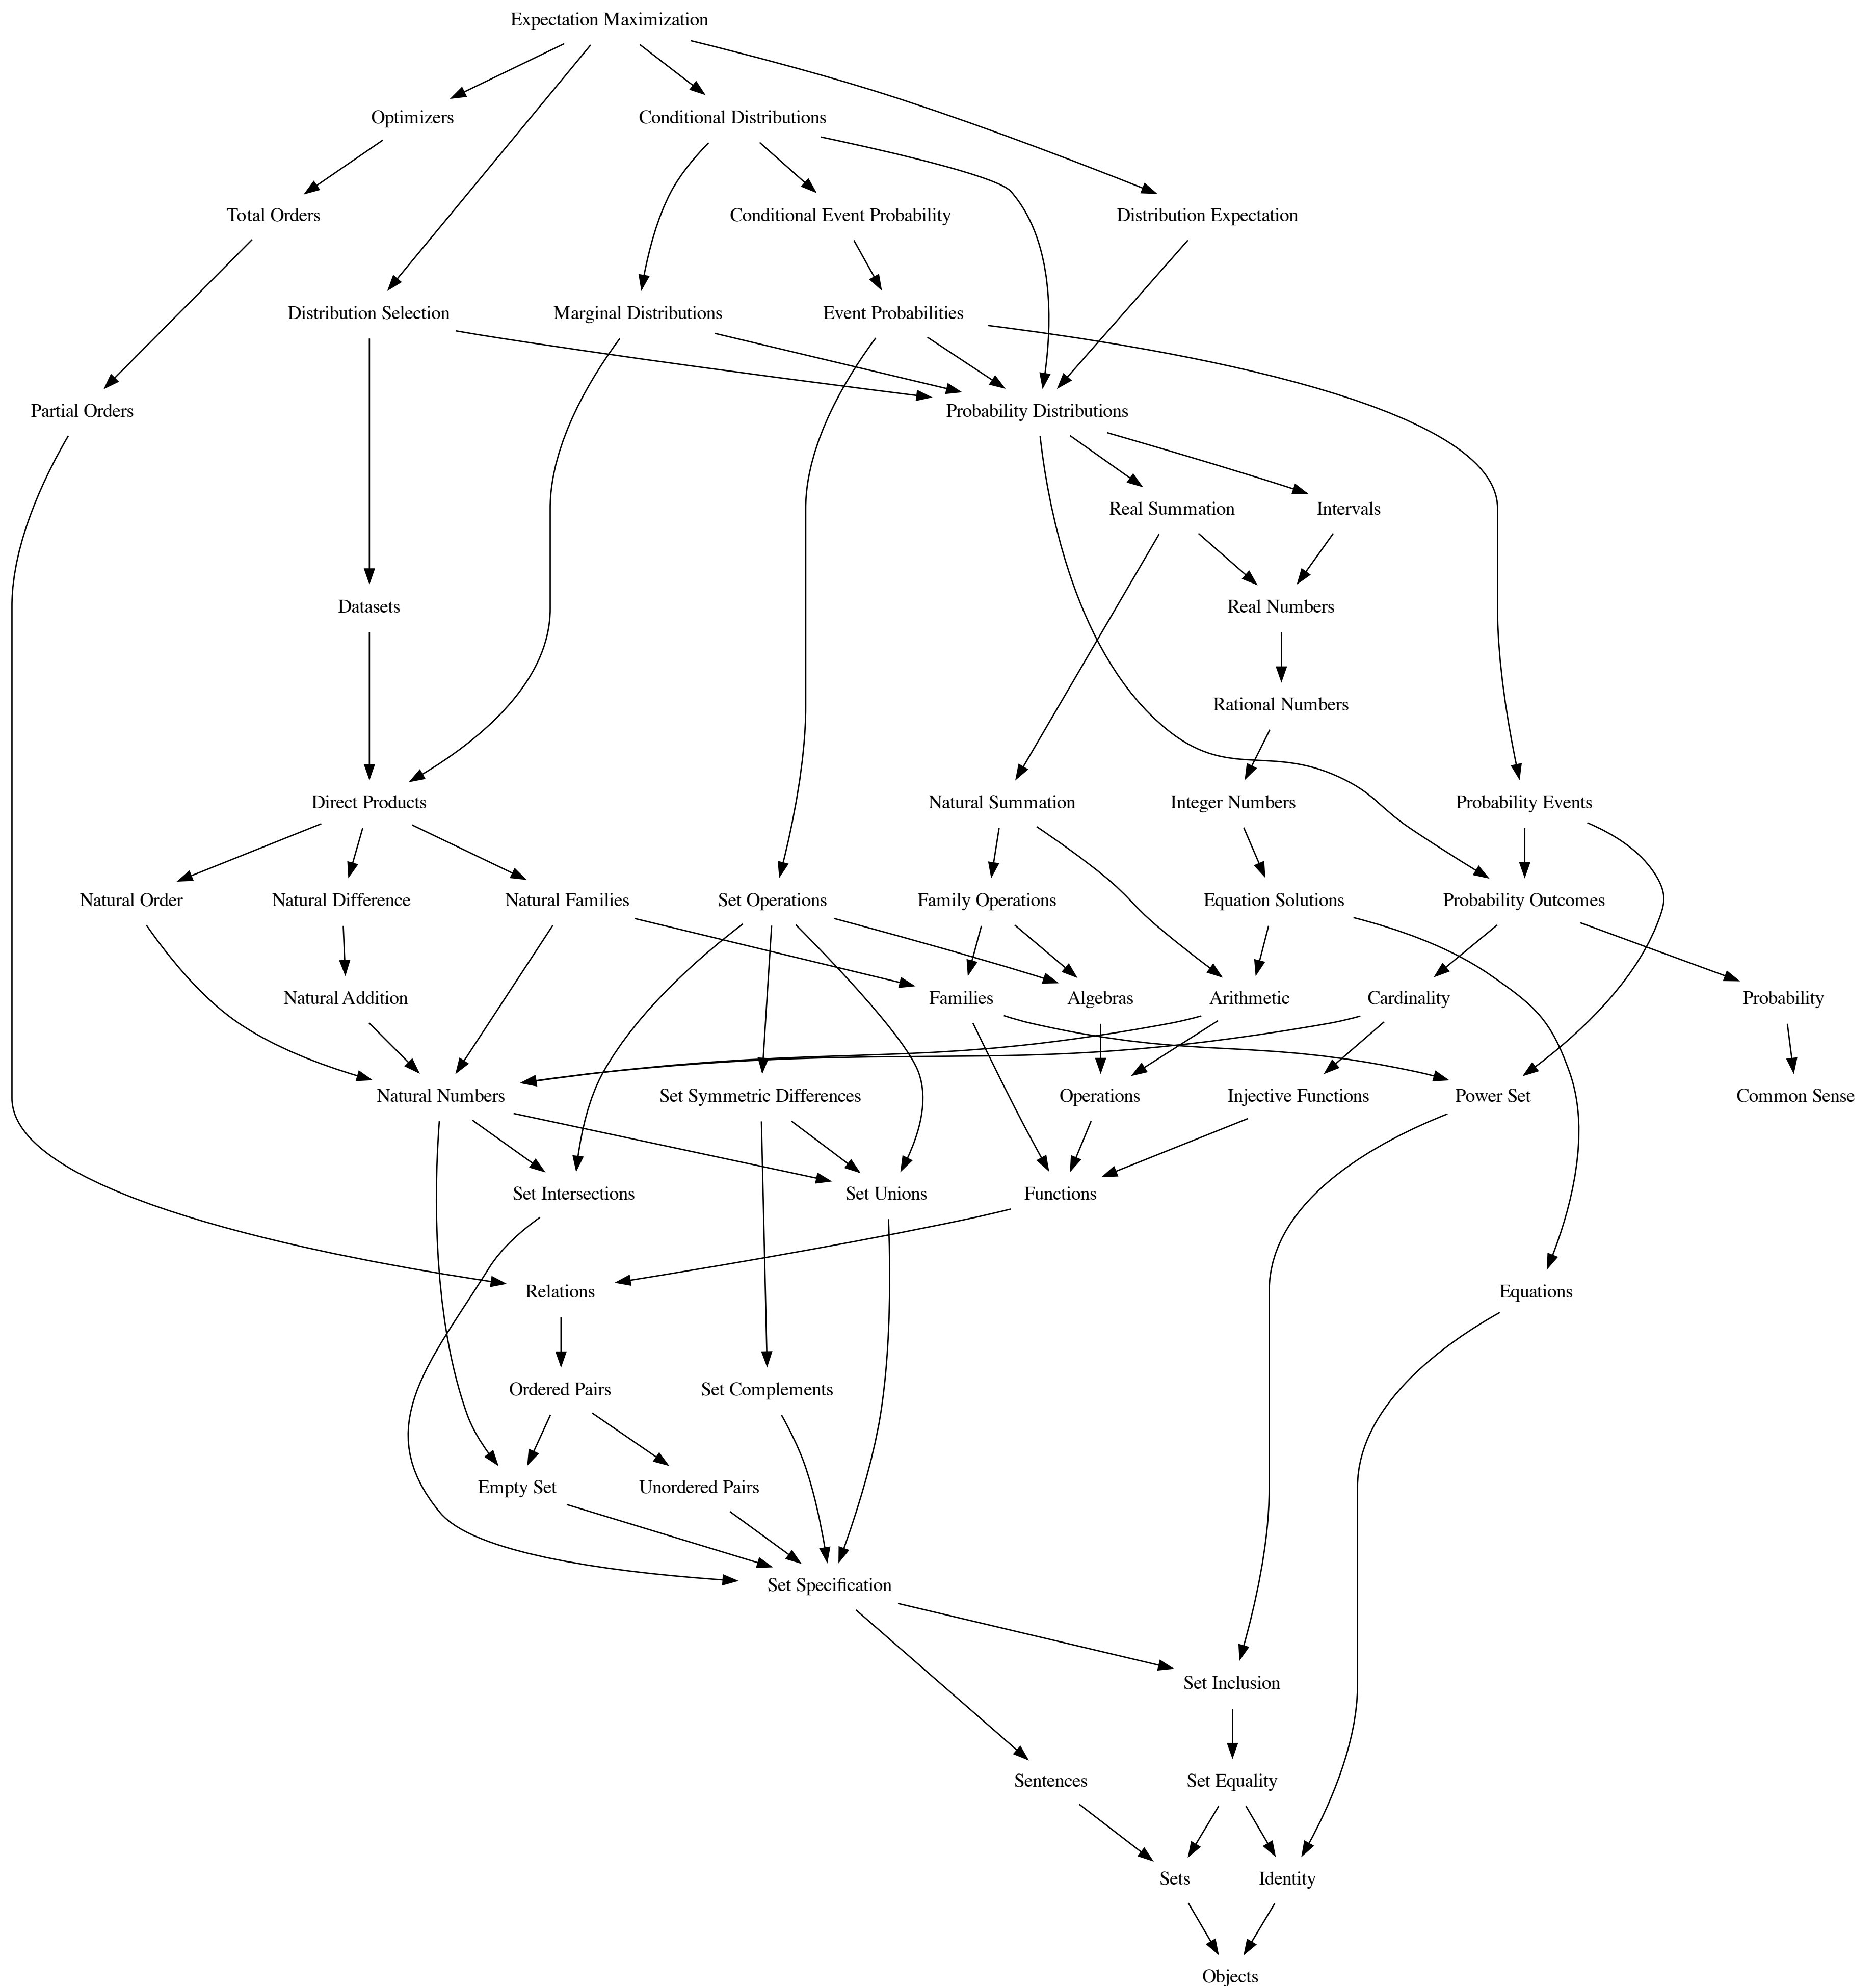 Expectation Maximization
Optimizers
Conditional Distributions
Total Orders
Conditional Event Probability
Distribution Expectation
Distribution Selection
Marginal Distributions
Event Probabilities
Partial Orders
Probability Distributions
Real Summation
Intervals
Datasets
Real Numbers
Rational Numbers
Direct Products
Natural Summation
Integer Numbers
Probability Events
Natural Order
Natural Difference
Natural Families
Set Operations
Family Operations
Equation Solutions
Probability Outcomes
Natural Addition
Families
Algebras
Arithmetic
Cardinality
Probability
Natural Numbers
Set Symmetric Differences
Operations
Injective Functions
Power Set
Common Sense
Set Intersections
Set Unions
Functions
Relations
Equations
Ordered Pairs
Set Complements
Empty Set
Unordered Pairs
Set Specification
Set Inclusion
Sentences
Set Equality
Sets
Identity
Objects